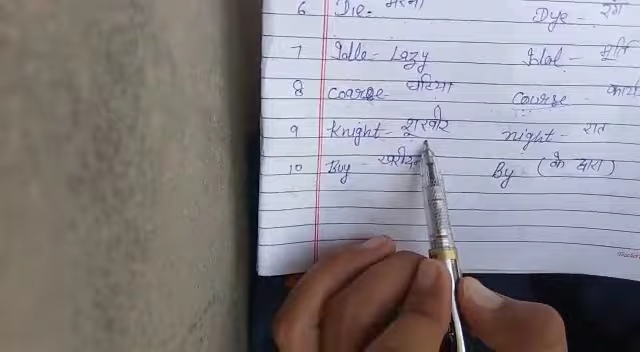 6 Die - मरना Dye - रंग
7 Idle - Lazy Idol - मूर्ति
8 Coarse घटिया Course -
9 Knight - शूरवीर night - रात
10 Buy - खरीदना By (के द्वारा)